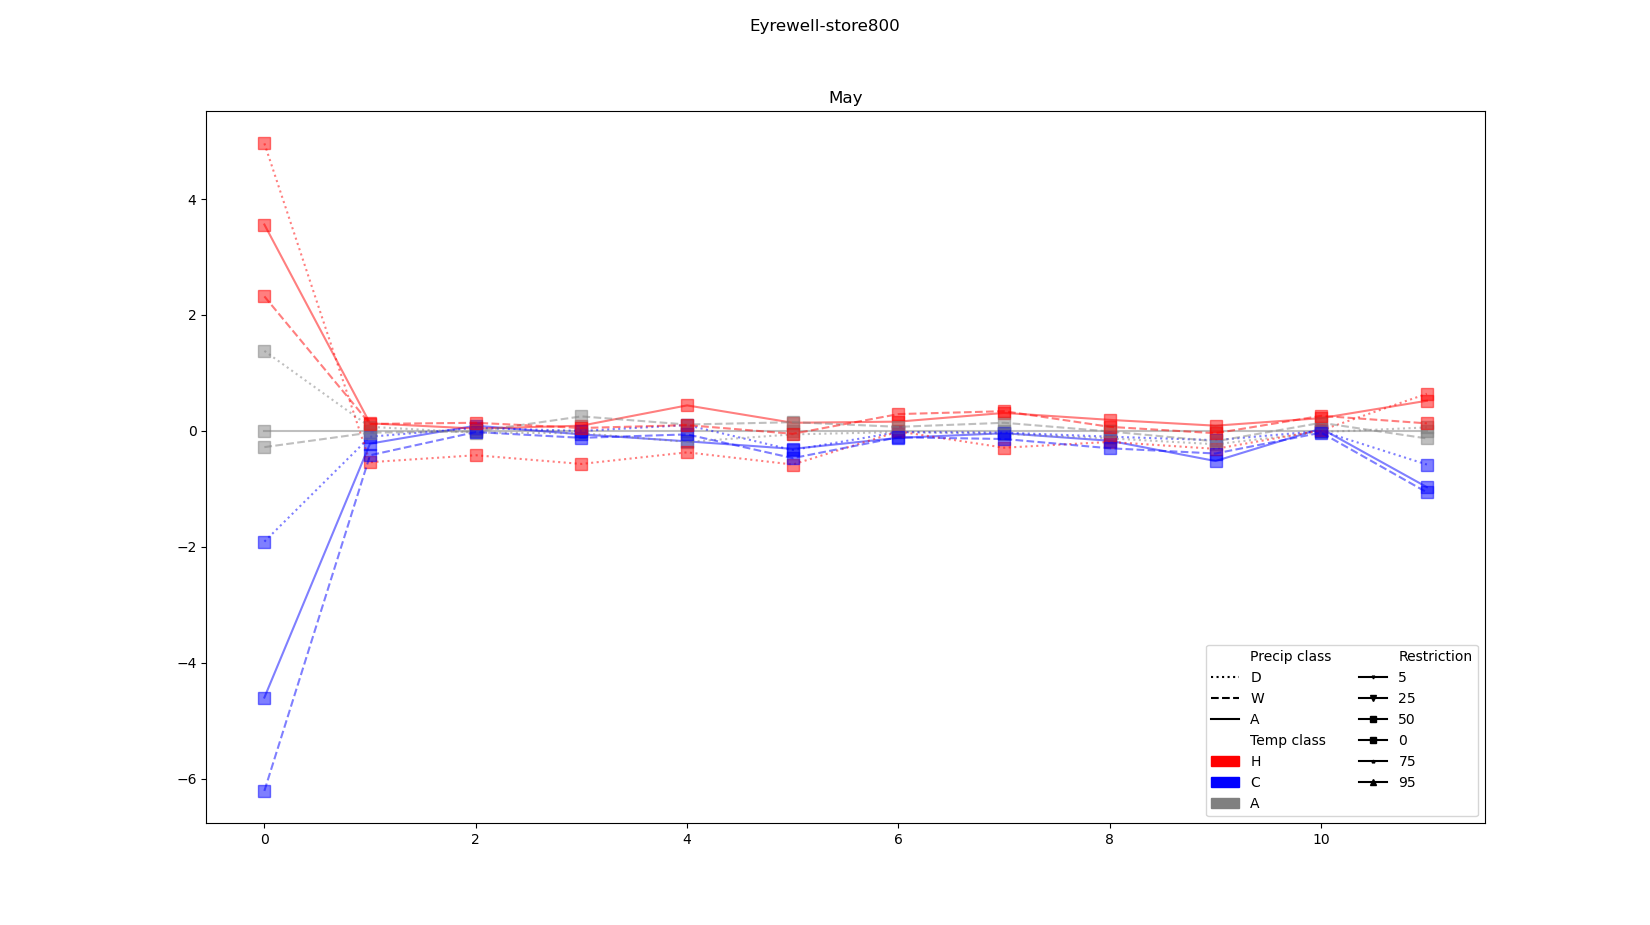 Eyrewell-store800
May
4
2
0
−2
−4
−6
0 2 4 6 8 10
Precip class
D
W
A
Temp class
H
C
A
Restriction
5
25
50
0
75
95